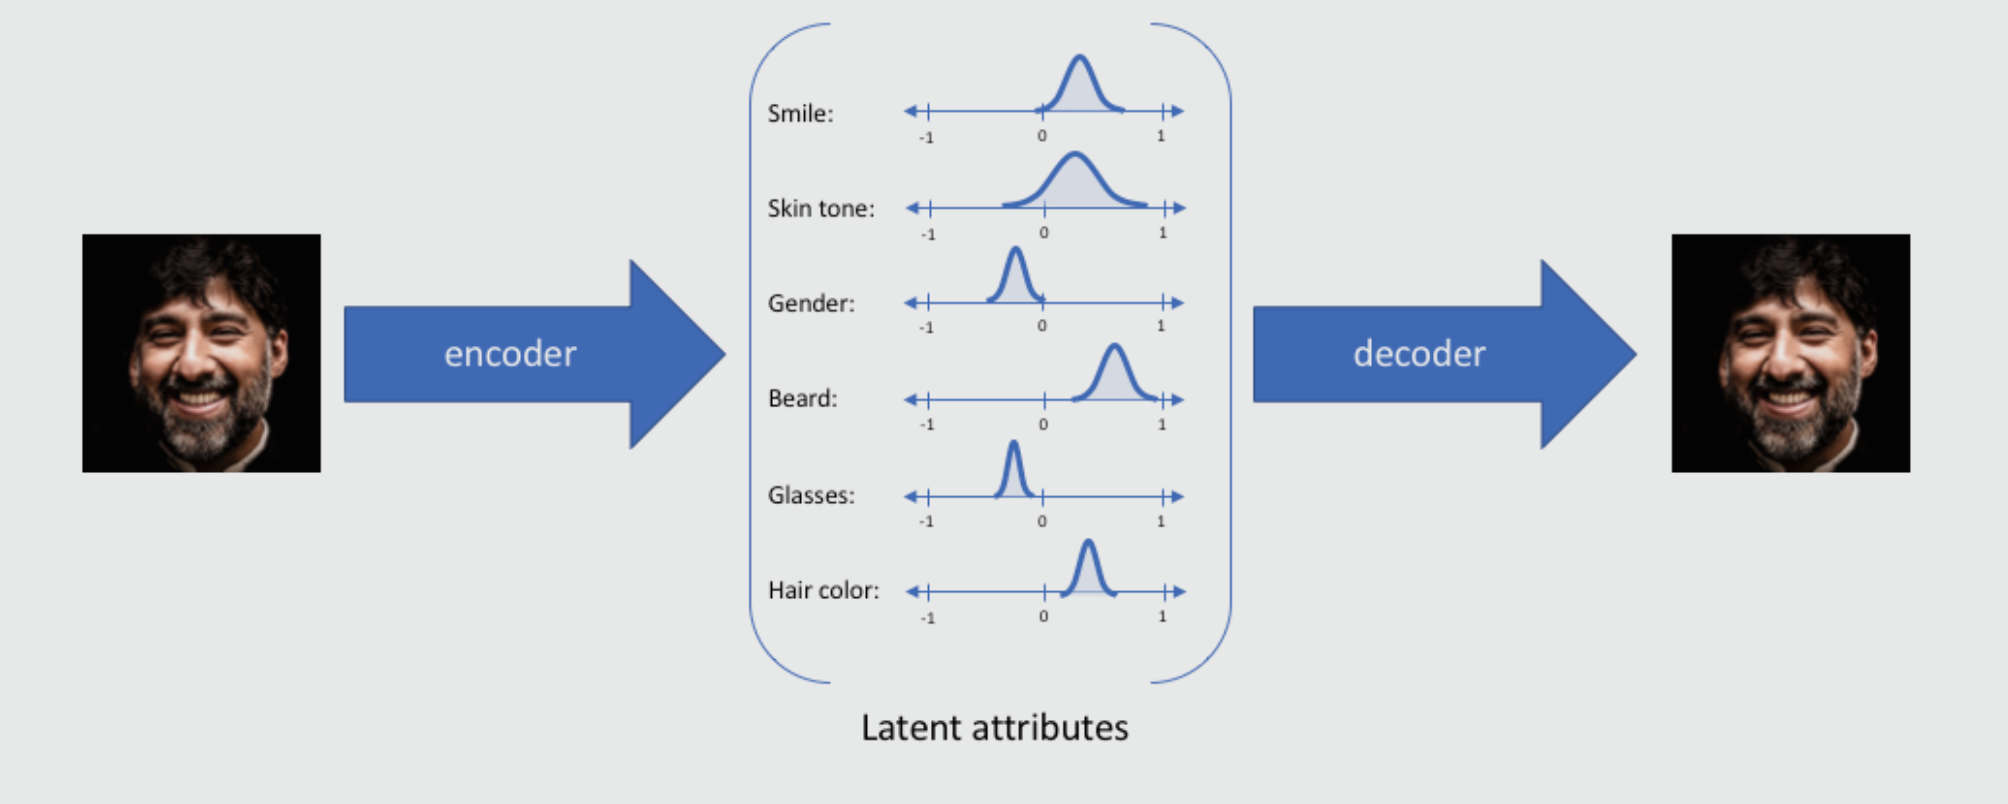 Smile:
-1 0 1
Skin tone:
-1 0 1
Gender:
-1 0 1
Beard:
-1 0 1
Glasses:
-1 0 1
Hair color:
-1 0 1
encoder
decoder
Latent attributes